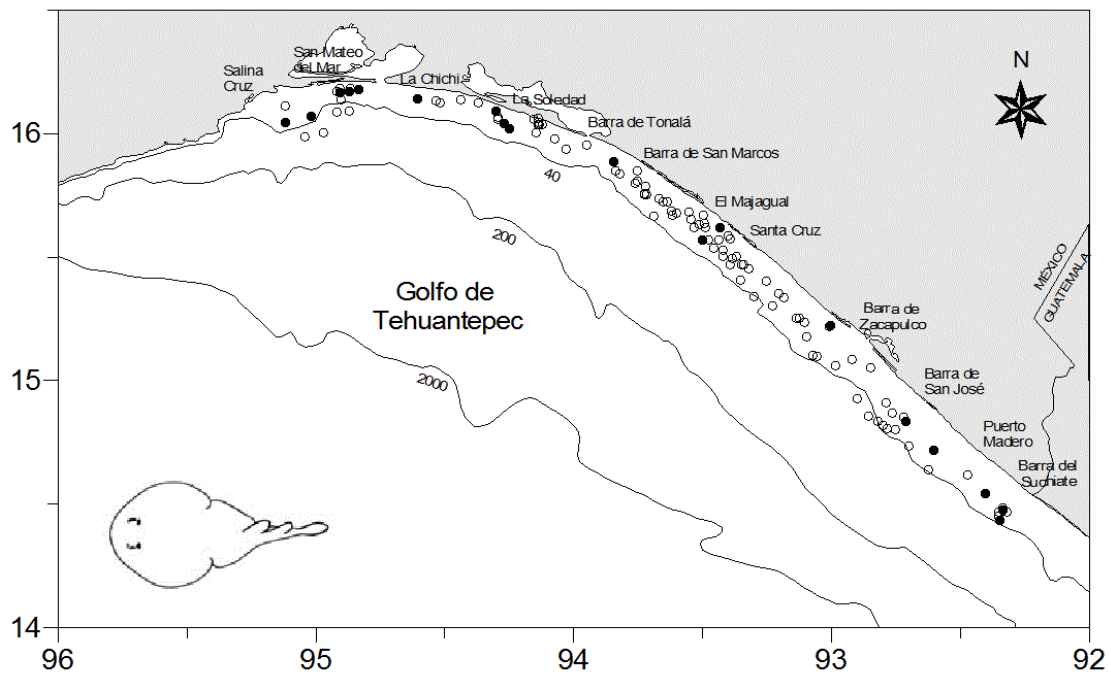 San Mateo
del Mar
Salina
Cruz
La Chichi
La Soledad
Barra de Tonalá
Barra de San Marcos
El Majagual
Santa Cruz
Barra de
Zacapulco
Barra de
San José
Puerto
Madero
Barra del
Suchiate
N
MÉXICO
GUATEMALA
40
200
2000
Golfo de
Tehuantepec
16
15
14
96
95
94
93
92